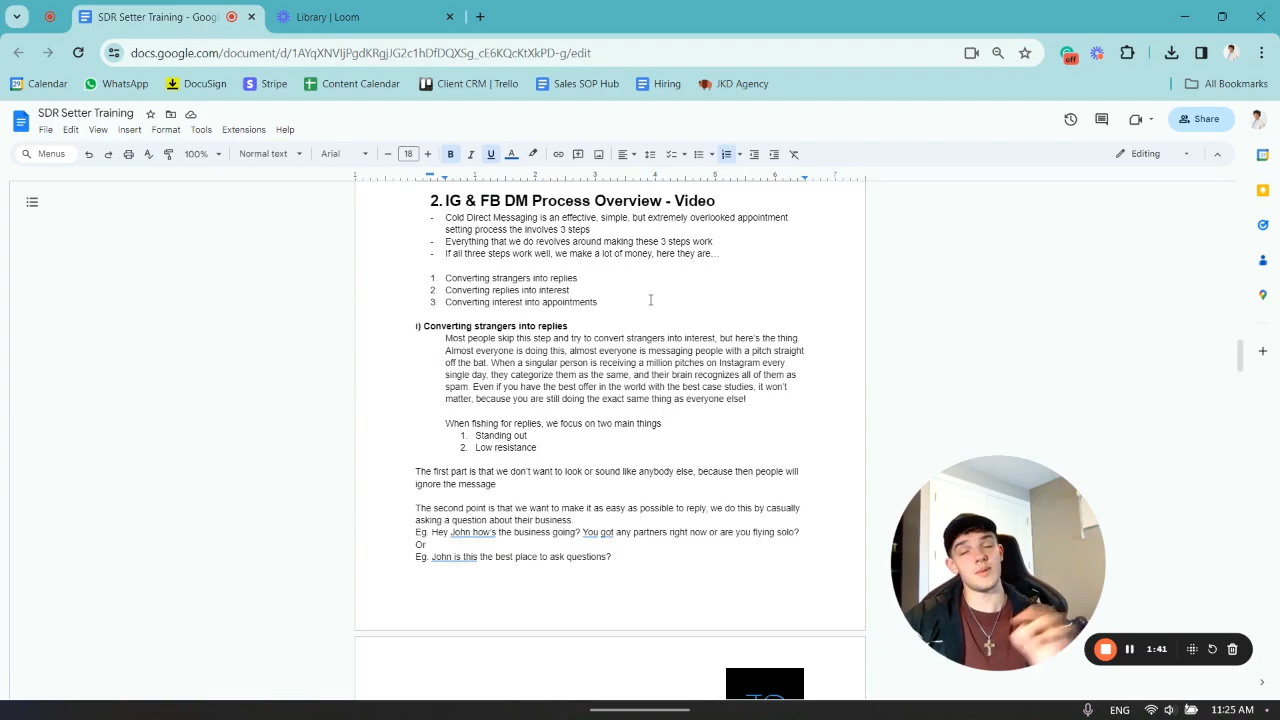 SDR Setter Training - Googl
Library | Loom
docs.google.com/document/d/1AYqXNVIjPgdKRgjJG2c1hDfDQXSg_cE6KQcKtXkPD-g/edit
off
Calendar
WhatsApp
DocuSign
Stripe
Content Calendar
Client CRM | Trello
Sales SOP Hub
Hiring
JKD Agency
All Bookmarks
SDR Setter Training
File Edit View Insert Format Tools Extensions Help
Share
Menus
100%
Normal text
Arial
18
Editing
1 1 2 3 4 5 6 7
2. IG & FB DM Process Overview - Video
- Cold Direct Messaging is an effective, simple, but extremely overlooked appointment
setting process the involves 3 steps
- Everything that we do revolves around making these 3 steps work
- If all three steps work well, we make a lot of money, here they are…
1. Converting strangers into replies
2. Converting replies into interest
3. Converting interest into appointments
i) Converting strangers into replies
Most people skip this step and try to convert strangers into interest, but here's the thing.
Almost everyone is doing this, almost everyone is messaging people with a pitch straight
off the bat. When a singular person is receiving a million pitches on Instagram every
single day, they categorize them as the same, and their brain recognizes all of them as
spam. Even if you have the best offer in the world with the best case studies, it won't
matter, because you are still doing the exact same thing as everyone else!
When fishing for replies, we focus on two main things
1. Standing out
2. Low resistance
The first part is that we don't want to look or sound like anybody else, because then people will
ignore the message
The second point is that we want to make it as easy as possible to reply, we do this by casually
asking a question about their business.
Eg. Hey John how's the business going? You got any partners right now or are you flying solo?
Or
Eg. John is this the best place to ask questions?
1:41
ENG
11:25 AM